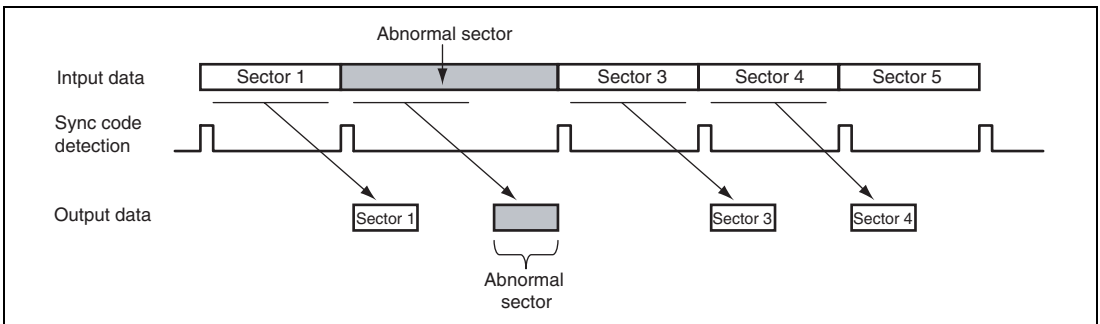 Abnormal sector
Intput data
Sector 1
Sector 3
Sector 4
Sector 5
Sync code
detection
Output data
Sector 1
Sector 3
Sector 4
Abnormal
sector